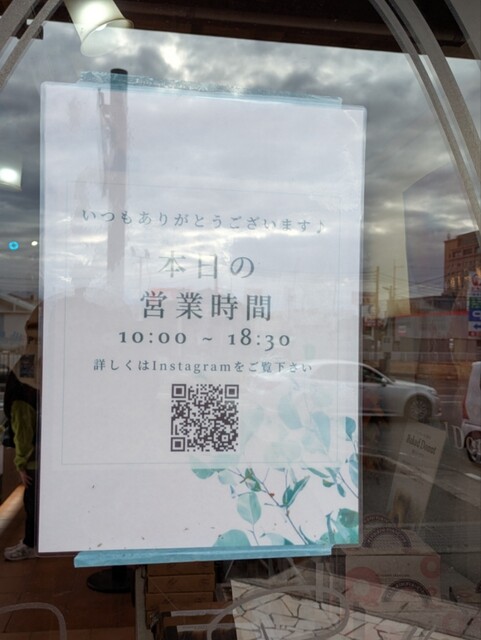 いつもありがとうございます♪
本日の
営業時間
10:00 ~ 18:30
詳しくはInstagramをご覧下さい